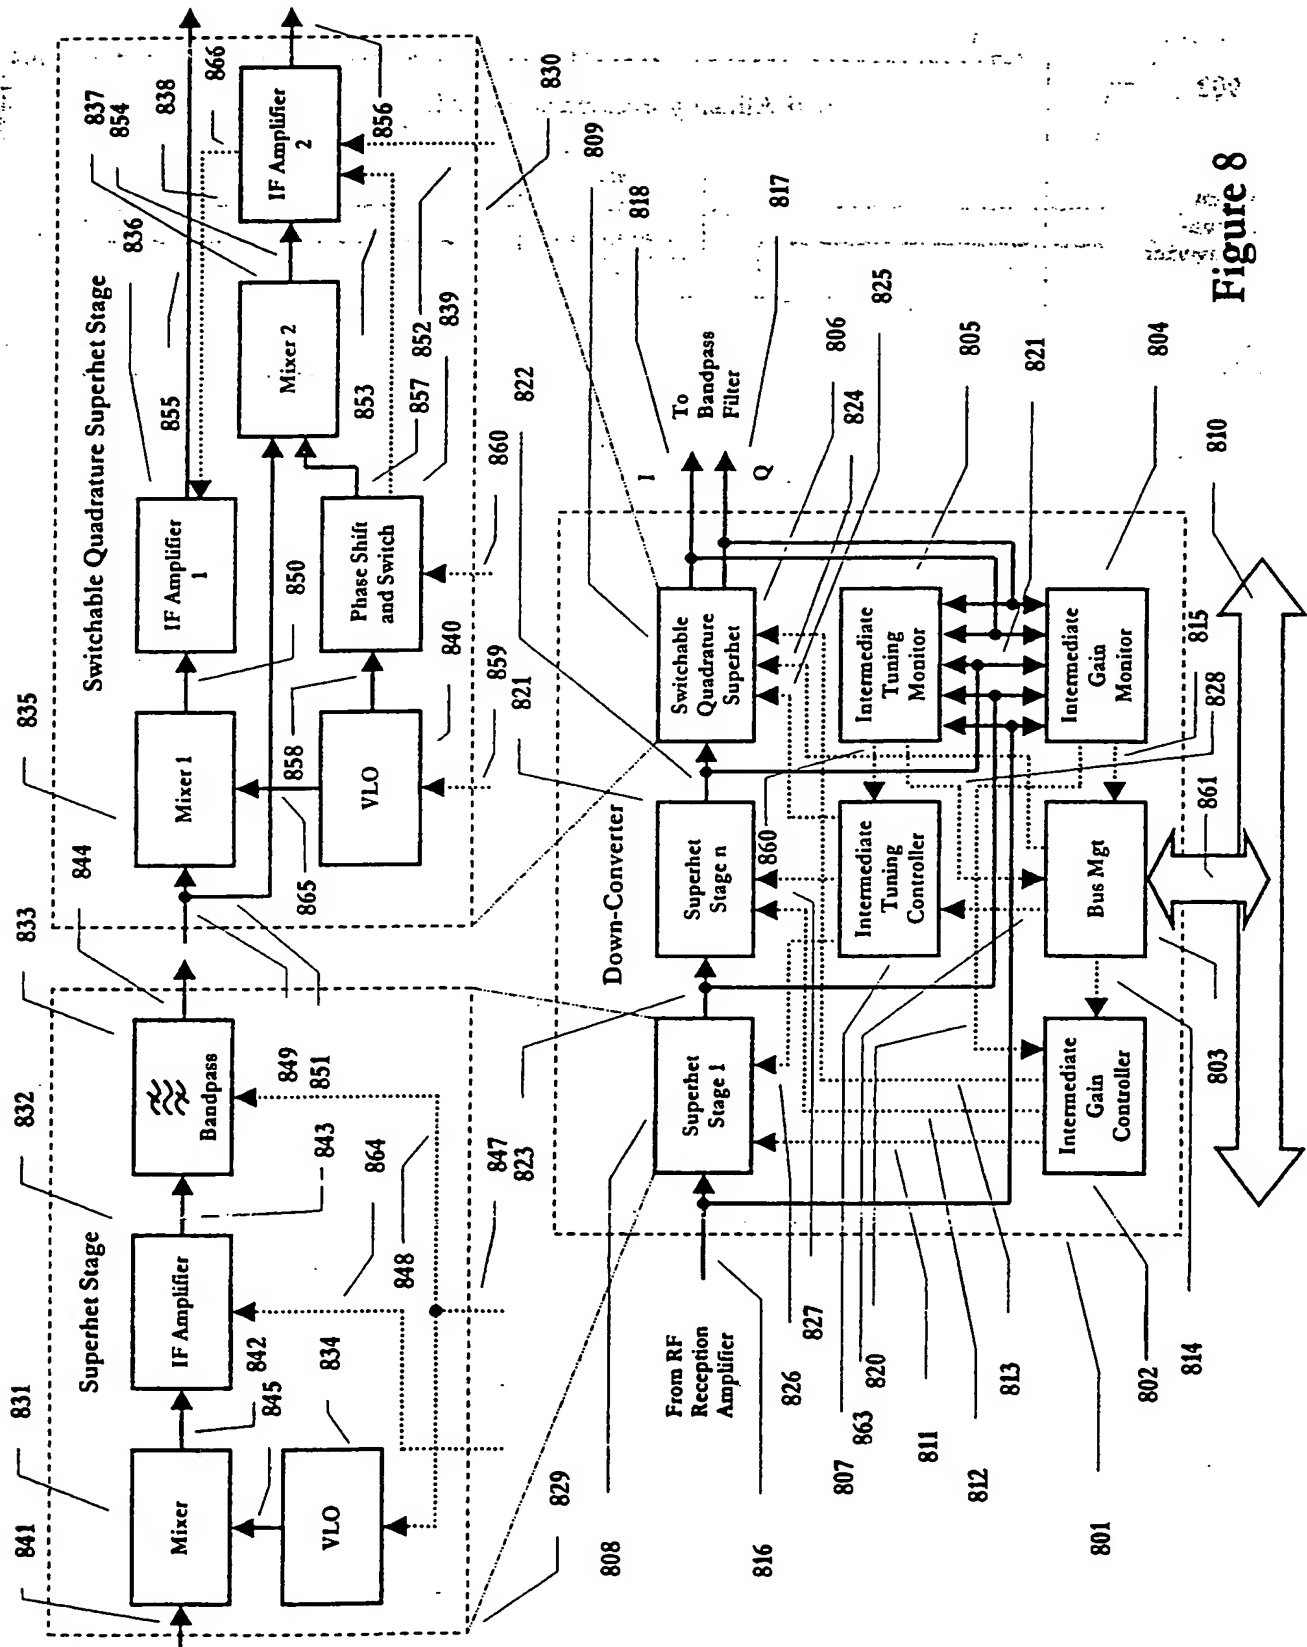 831
832
833
844
835
836
837
854
838
866
841
Superhet Stage
Switchable Quadrature Superhet Stage
855
Mixer
IF Amplifier
Bandpass
Mixer 1
IF Amplifier
1
IF Amplifier
2
842
845
843
849
851
865
850
858
Mixer 2
856
VLO
834
864
848
VLO
840
Phase Shift
and Switch
853
857
852
839
847
823
859
821
860
822
830
829
808
809
818
817
Down-Converter
From RF
Reception
Amplifier
816
Superhet
Stage 1
Superhet
Stage n
Switchable
Quadrature
Superhet
I
Q
To
Bandpass
Filter
826
827
860
806
824
825
807
863
820
Intermediate
Tuning
Controller
Intermediate
Tuning
Monitor
805
821
811
812
813
Intermediate
Gain
Controller
Bus Mgt
Intermediate
Gain
Monitor
804
801
802
814
803
861
828
815
810
Figure 8